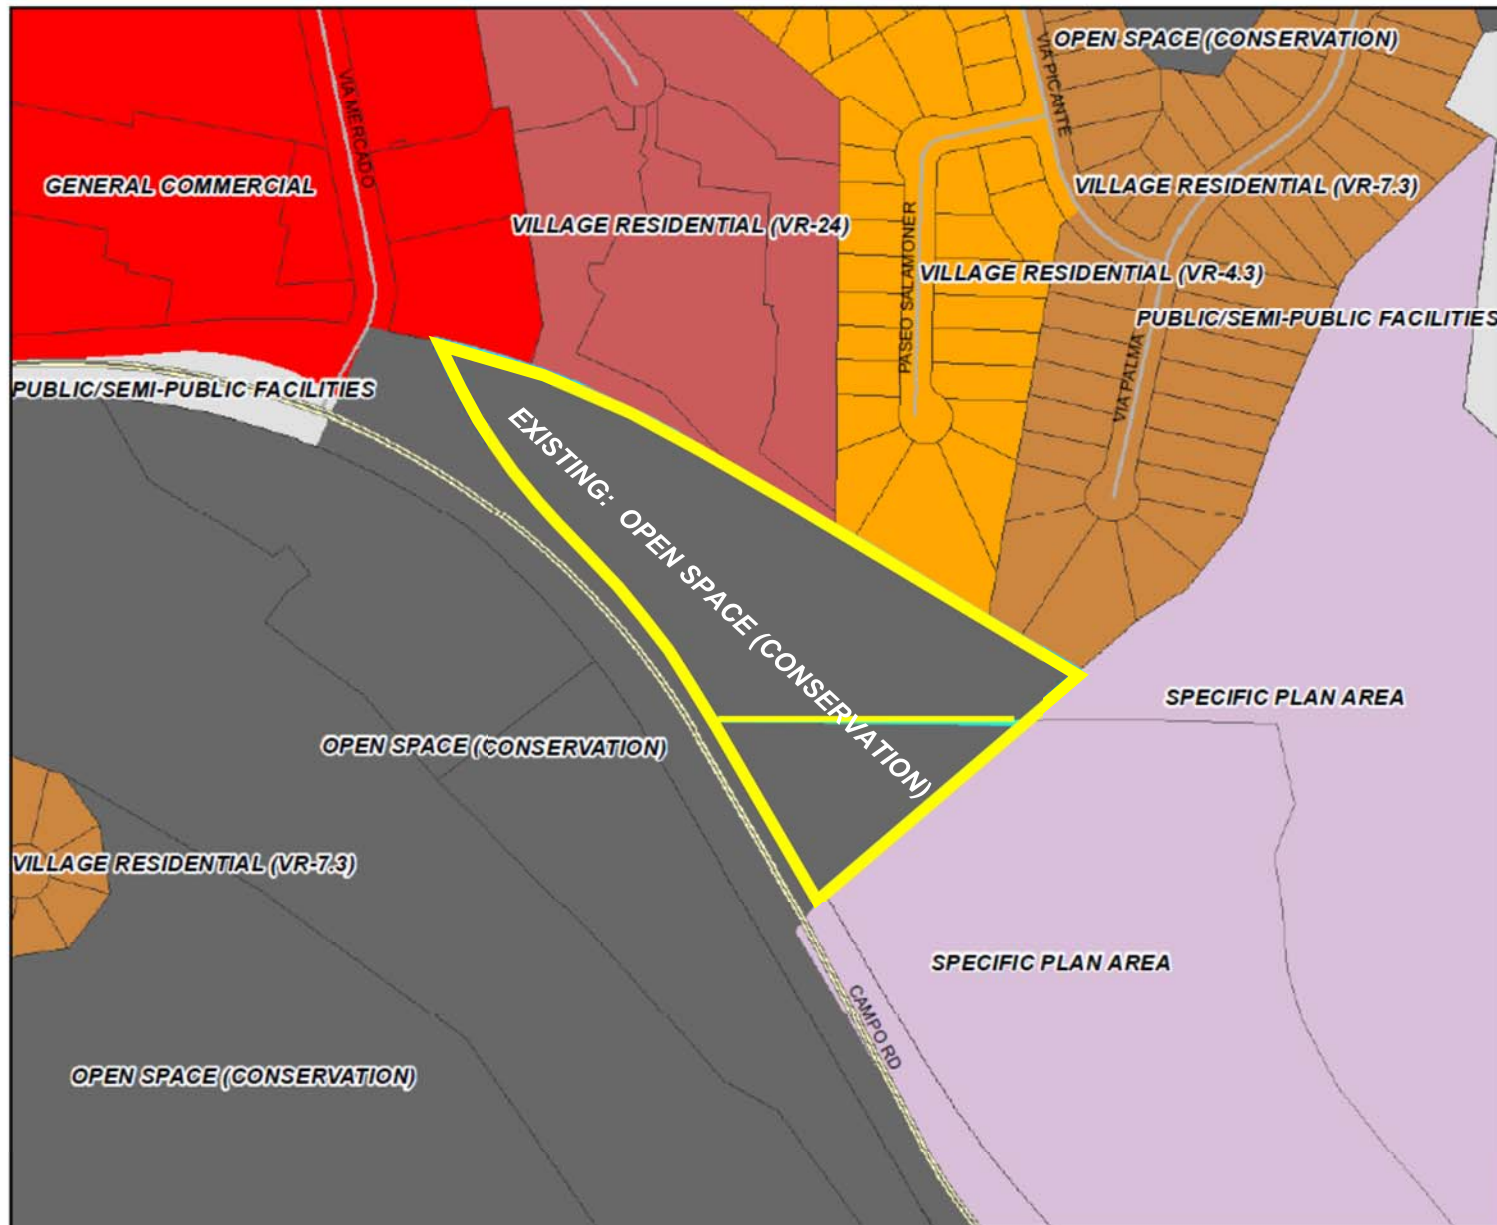 OPEN SPACE (CONSERVATION)
VIA PICANTE
VIA MERCADO
GENERAL COMMERCIAL
VILLAGE RESIDENTIAL (VR-7.3)
VILLAGE RESIDENTIAL (VR-24)
PASEO SALAMONER
VILLAGE RESIDENTIAL (VR-4.3)
PUBLIC/SEMI-PUBLIC FACILITIES
VIA PALMA
PUBLIC/SEMI-PUBLIC FACILITIES
EXISTING: OPEN SPACE (CONSERVATION)
SPECIFIC PLAN AREA
OPEN SPACE (CONSERVATION)
VILLAGE RESIDENTIAL (VR-7.3)
SPECIFIC PLAN AREA
CAMPO RD
OPEN SPACE (CONSERVATION)